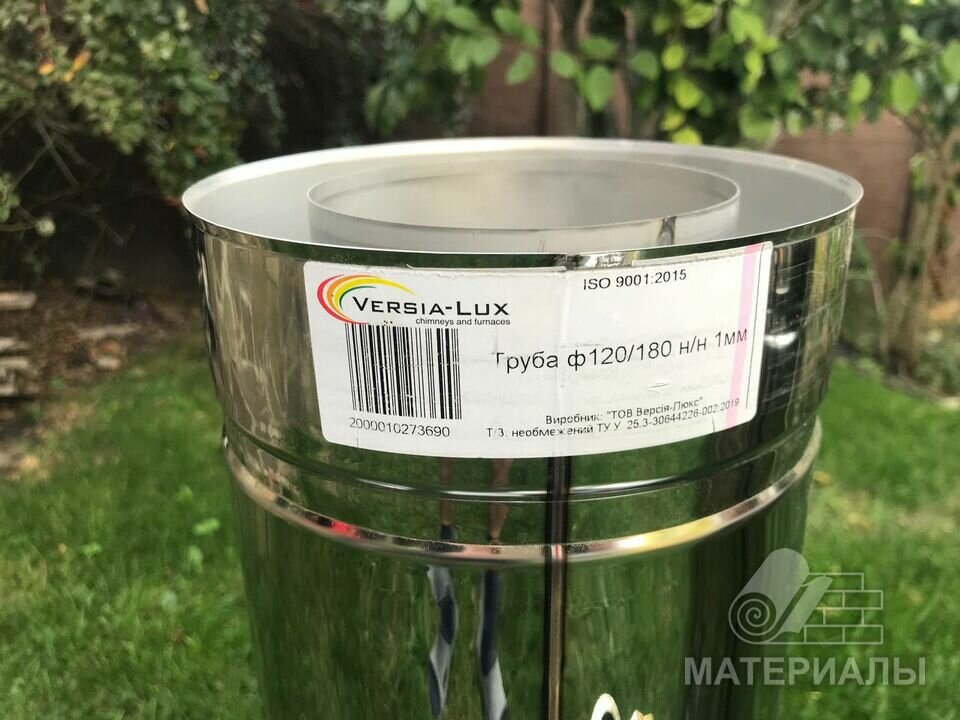 ISO 9001:2015
VERSIA-LUX
chimneys and furnaces
Труба ф120/180 н/н 1мм
2000010273690
Виробник: "ТОВ Версія-Люкс"
Т/З: необмежений ТУ У 25.3-30644226-002:2019
МАТЕРИАЛЫ